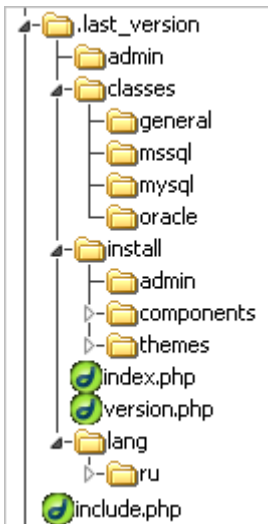 .last_version
admin
classes
general
mssql
mysql
oracle
install
admin
components
themes
index.php
version.php
lang
ru
include.php